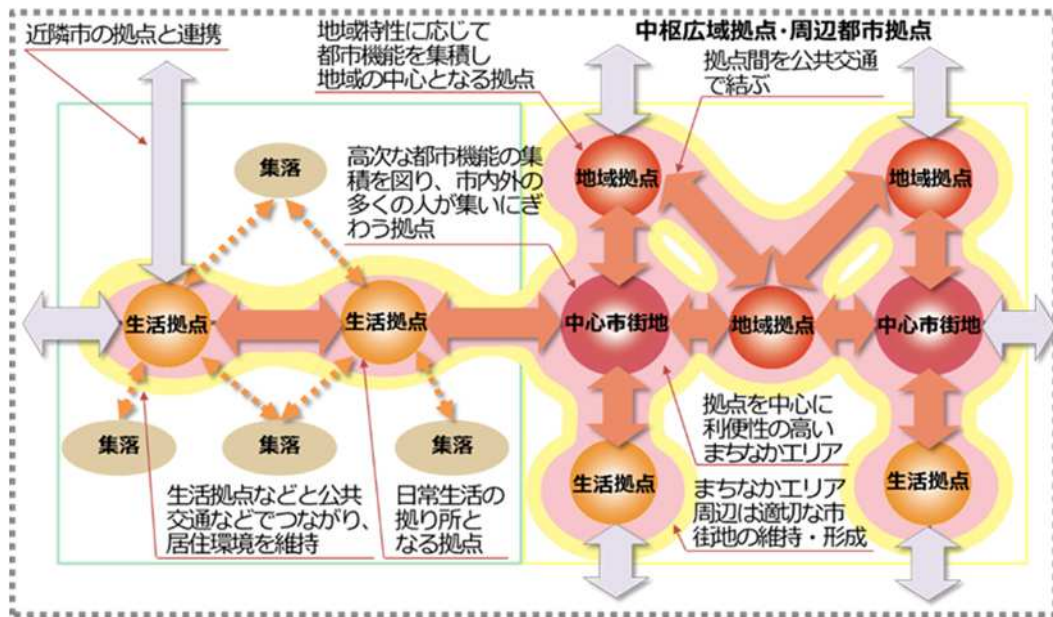 近隣市の拠点と連携
地域特性に応じて
都市機能を集積し
地域の中心となる拠点
中枢広域拠点・周辺都市拠点
拠点間を公共交通
で結ぶ
集落
高次な都市機能の集
積を図り、市内外の
多くの人が集いにぎ
わう拠点
地域拠点
地域拠点
生活拠点
生活拠点
中心市街地
地域拠点
中心市街地
集落
集落
集落
生活拠点などと公共
交通などでつながり、
居住環境を維持
日常生活の
拠り所と
なる拠点
拠点を中心に
利便性の高い
まちなかエリア
生活拠点
まちなかエリア
周辺は適切な市
街地の維持・形成
生活拠点